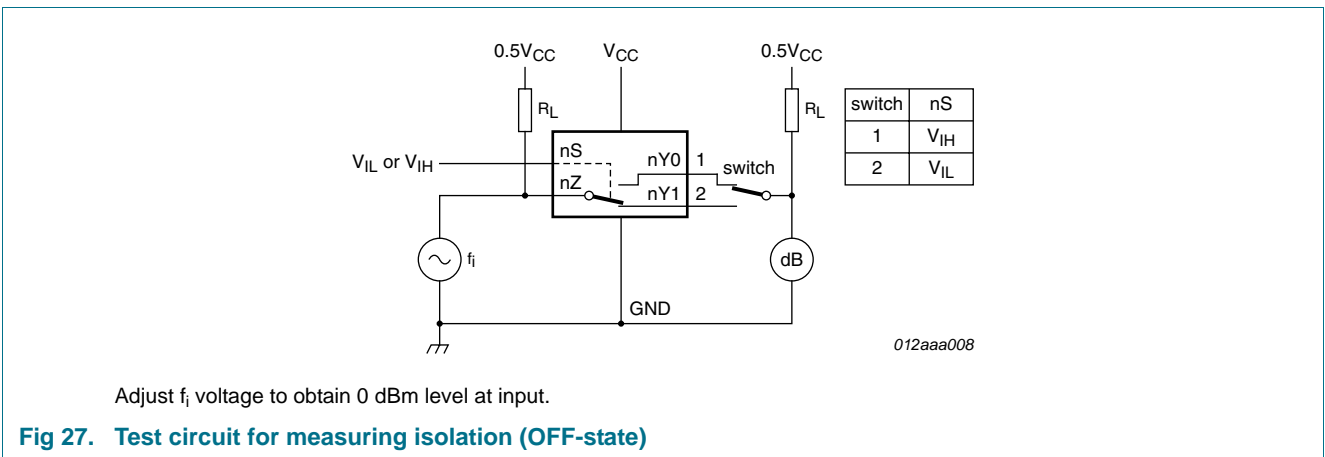 0.5VCC VCC 0.5VCC
RL RL
switch nS
1 VIH
2 VIL
VIL or VIH
nS nY0 1 switch
nZ nY1 2
fi dB
GND
012aaa008
Adjust fi voltage to obtain 0 dBm level at input.
Fig 27. Test circuit for measuring isolation (OFF-state)